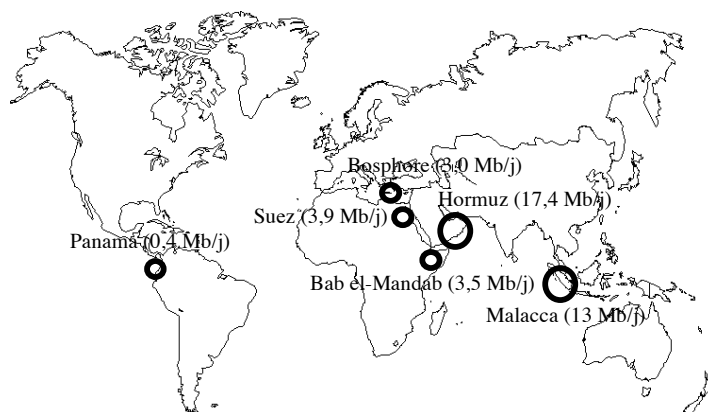 Bosphore (3,0 Mb/j)
Hormuz (17,4 Mb/j)
Suez (3,9 Mb/j)
Panama (0,4 Mb/j)
Bab el-Mandab (3,5 Mb/j)
Malacca (13 Mb/j)